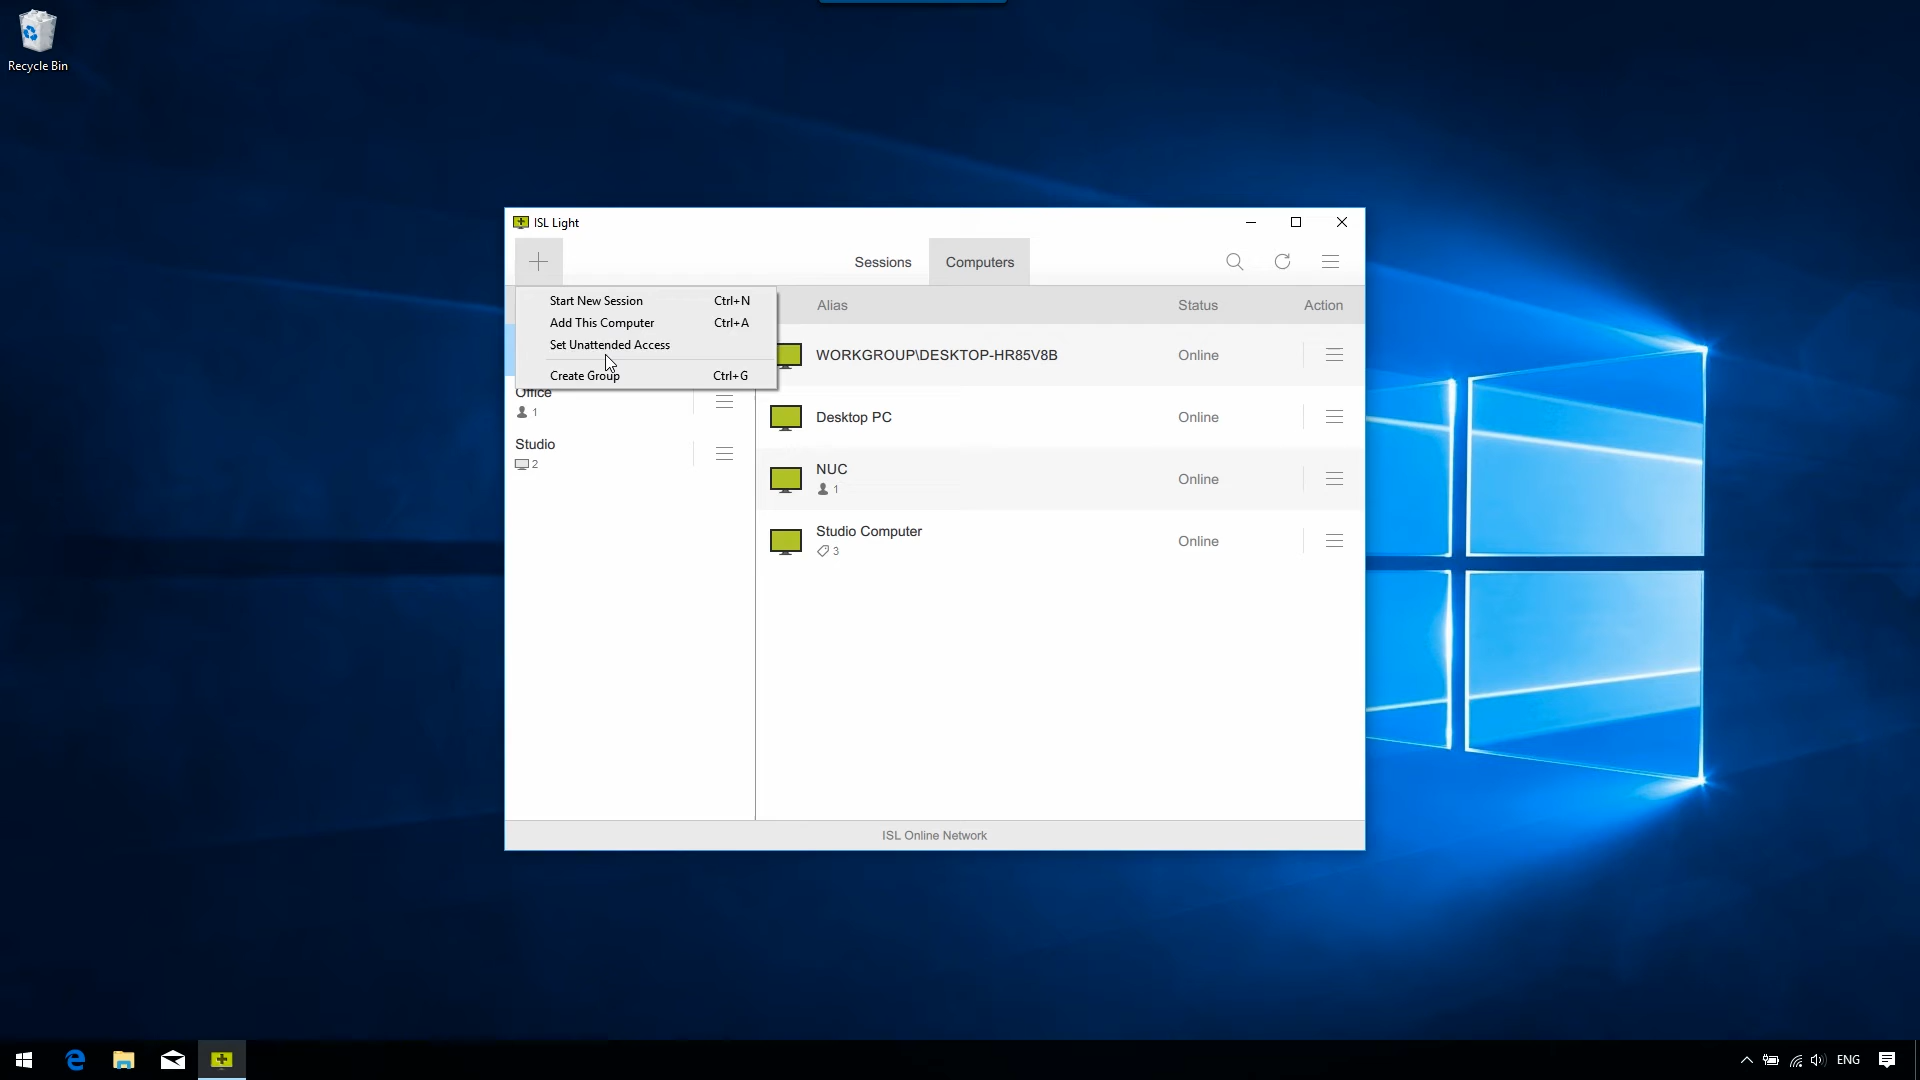 Recycle Bin
ISL Light
Sessions
Computers
Start New Session Ctrl+N
Add This Computer Ctrl+A
Set Unattended Access
Create Group Ctrl+G
Office
1
Studio
2
Alias Status Action
WORKGROUP\DESKTOP-HR85V8B Online
Desktop PC Online
NUC Online
1
Studio Computer Online
3
ISL Online Network
ENG